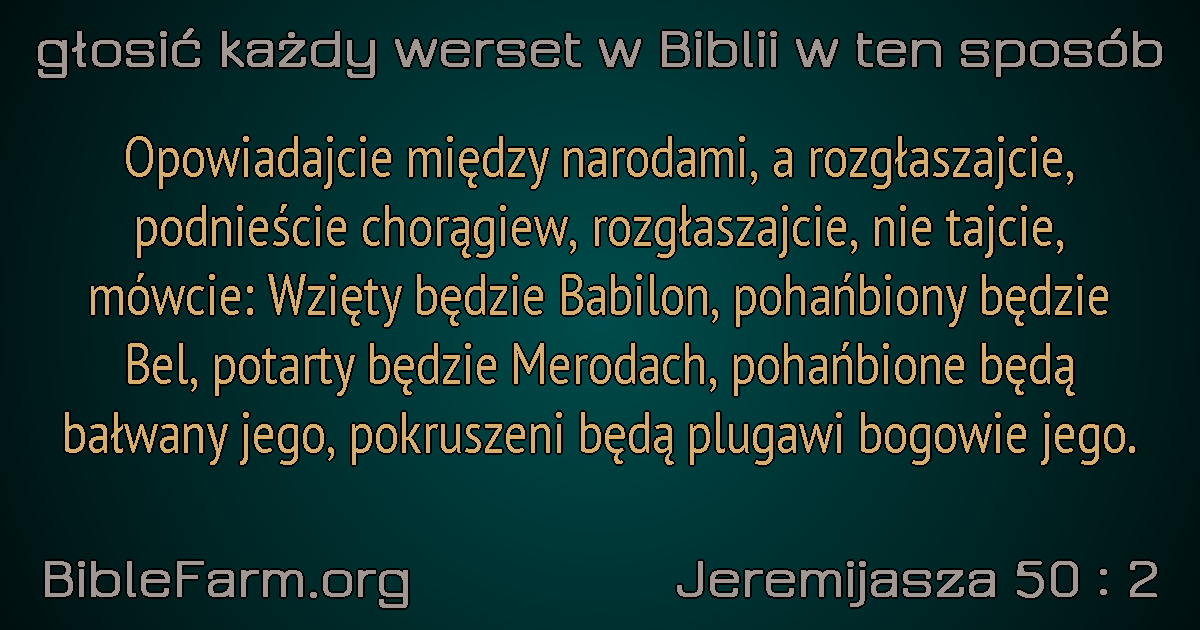 głosić każdy werset w Biblii w ten sposób
Opowiadajcie między narodami, a rozgłaszajcie,
podnieście chorągiew, rozgłaszajcie, nie tajcie,
mówcie: Wzięty będzie Babilon, pohańbiony będzie
Bel, potarty będzie Merodach, pohańbione będą
bałwany jego, pokruszeni będą plugawi bogowie jego.
BibleFarm.org
Jeremijasza 50 : 2